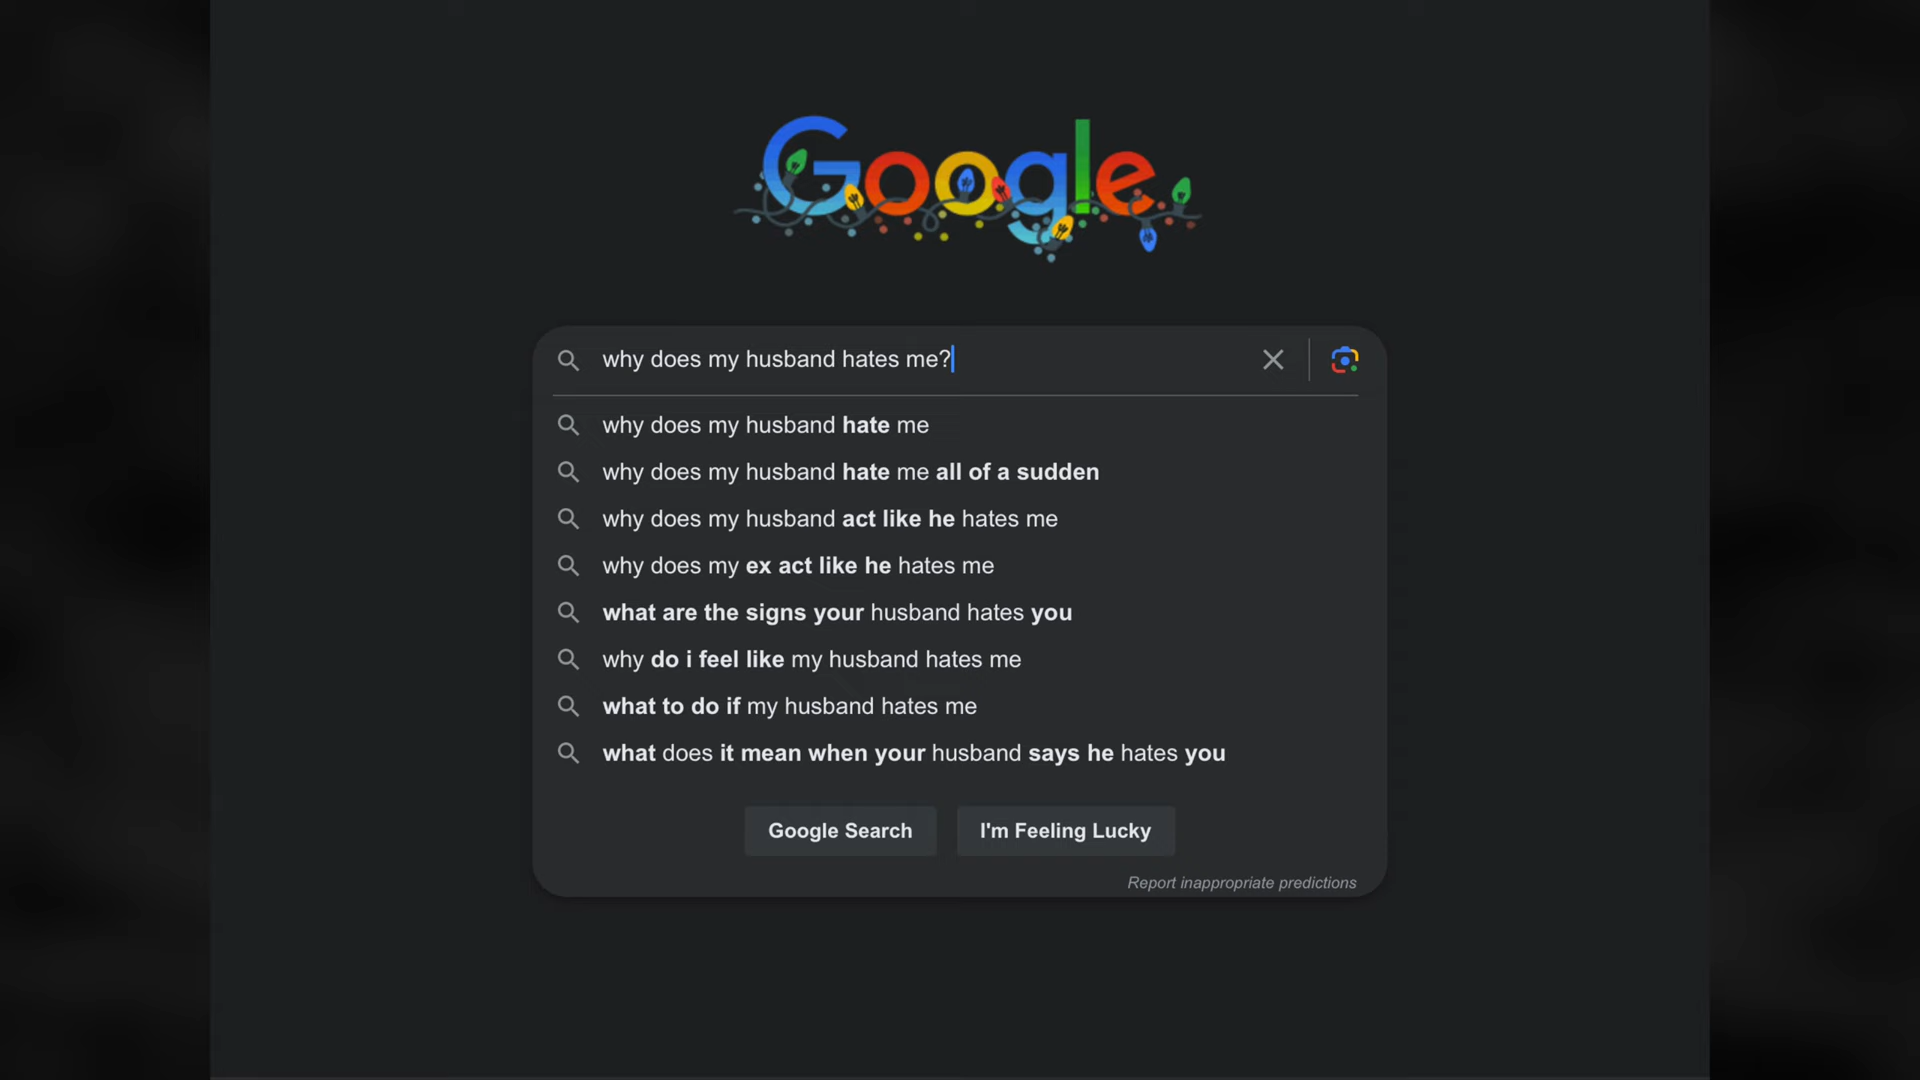 Google
why does my husband hates me?
why does my husband hate me
why does my husband hate me all of a sudden
why does my husband act like he hates me
why does my ex act like he hates me
what are the signs your husband hates you
why do i feel like my husband hates me
what to do if my husband hates me
what does it mean when your husband says he hates you
Google Search I'm Feeling Lucky
Report inappropriate predictions